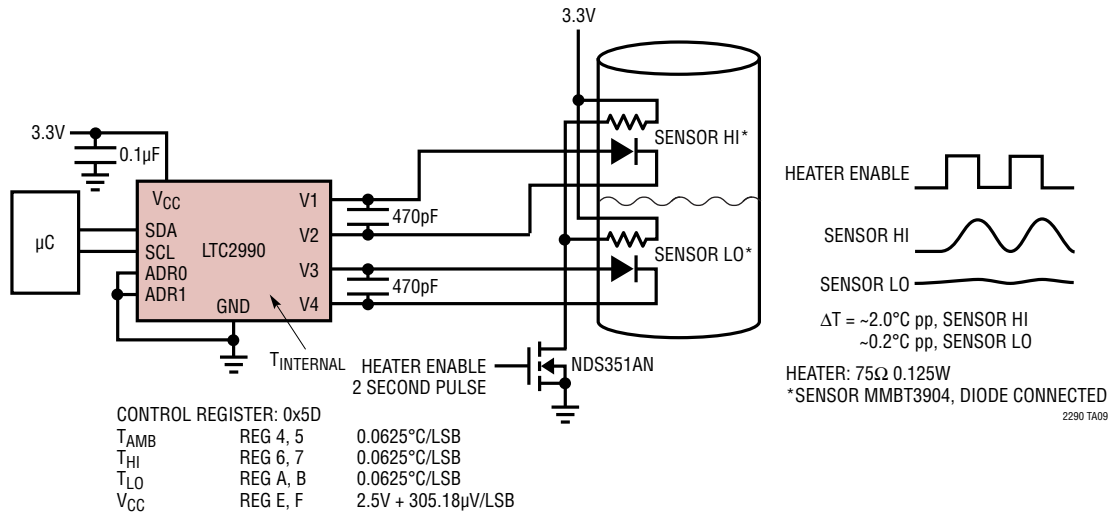 3.3V
3.3V
0.1µF
µC
VCC
SDA
SCL
ADR0
ADR1
LTC2990
GND
V1
V2
V3
V4
470pF
470pF
TINTERNAL
SENSOR HI*
SENSOR LO*
HEATER ENABLE
2 SECOND PULSE
NDS351AN
HEATER ENABLE
SENSOR HI
SENSOR LO
ΔT = ~2.0°C pp, SENSOR HI
~0.2°C pp, SENSOR LO
HEATER: 75Ω 0.125W
*SENSOR MMBT3904, DIODE CONNECTED
2290 TA09
CONTROL REGISTER: 0x5D
TAMB REG 4, 5 0.0625°C/LSB
THI REG 6, 7 0.0625°C/LSB
TLO REG A, B 0.0625°C/LSB
VCC REG E, F 2.5V + 305.18µV/LSB